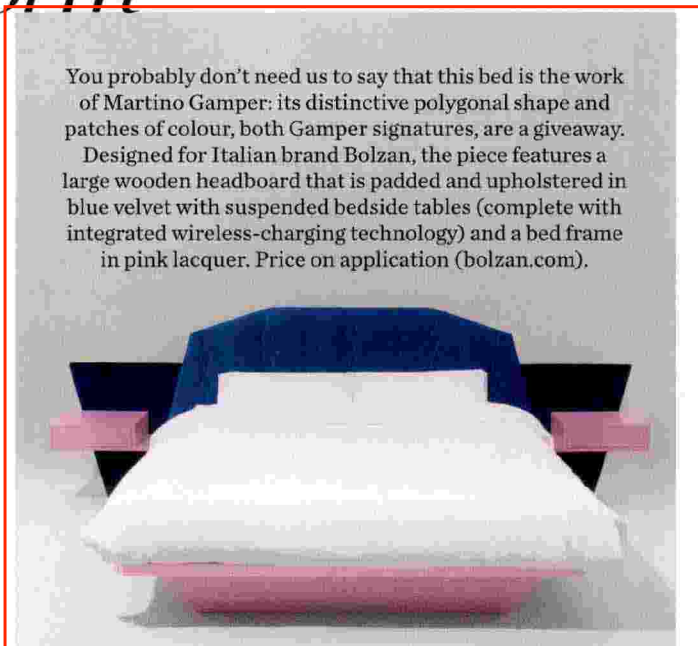 You probably don't need us to say that this bed is the work
of Martino Gamper: its distinctive polygonal shape and
patches of colour, both Gamper signatures, are a giveaway.
Designed for Italian brand Bolzan, the piece features a
large wooden headboard that is padded and upholstered in
blue velvet with suspended bedside tables (complete with
integrated wireless-charging technology) and a bed frame
in pink lacquer. Price on application (bolzan.com).